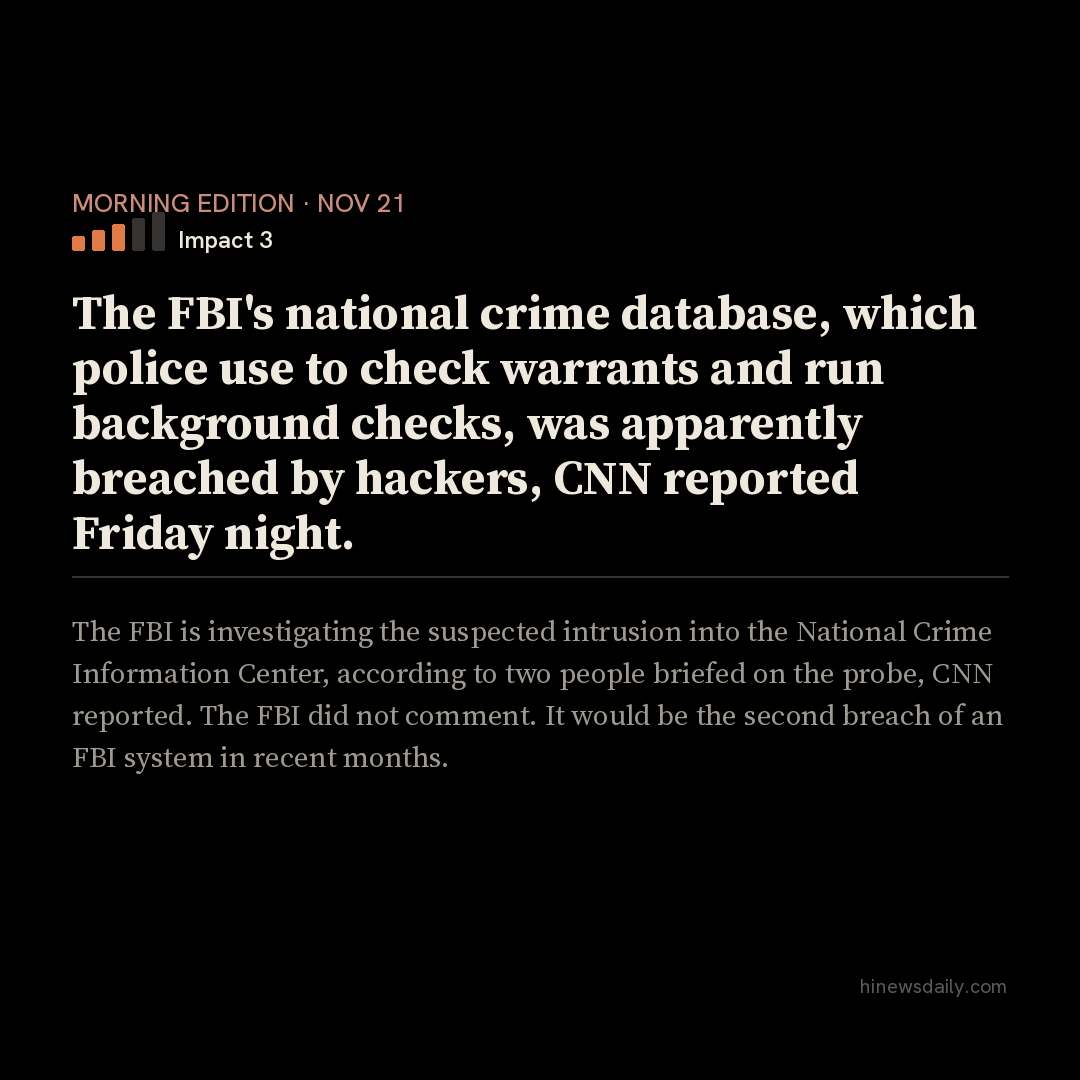 MORNING EDITION · NOV 21
Impact 3
The FBI's national crime database, which
police use to check warrants and run
background checks, was apparently
breached by hackers, CNN reported
Friday night.
The FBI is investigating the suspected intrusion into the National Crime
Information Center, according to two people briefed on the probe, CNN
reported. The FBI did not comment. It would be the second breach of an
FBI system in recent months.
hinewsdaily.com